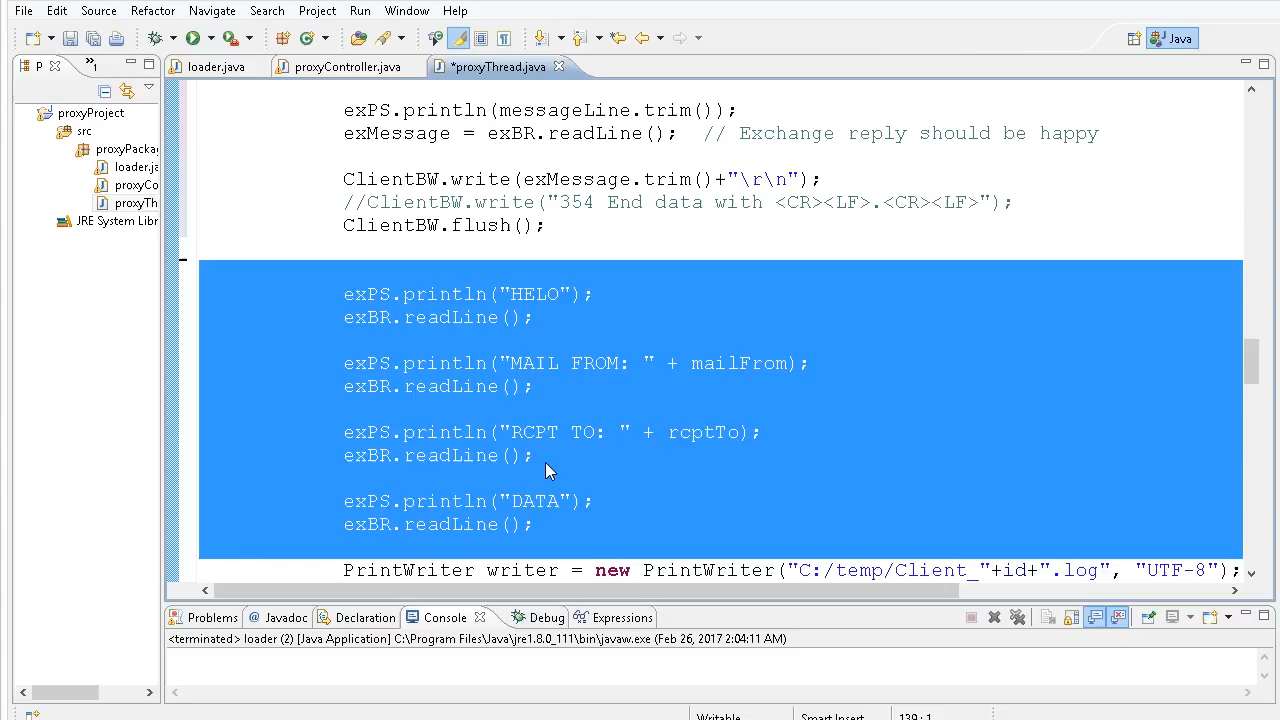 File Edit Source Refactor Navigate Search Project Run Window Help
Java
P »1
loader.java proxyController.java *proxyThread.java
proxyProject
src
proxyPacka
loader.ja
proxyCo
proxyTh
JRE System Libr
exPS.println(messageLine.trim());
exMessage = exBR.readLine();  // Exchange reply should be happy
ClientBW.write(exMessage.trim()+"\r\n");
//ClientBW.write("354 End data with <CR><LF>.<CR><LF>");
ClientBW.flush();
exPS.println("HELO");
exBR.readLine();
exPS.println("MAIL FROM: " + mailFrom);
exBR.readLine();
exPS.println("RCPT TO: " + rcptTo);
exBR.readLine();
exPS.println("DATA");
exBR.readLine();
PrintWriter writer = new PrintWriter("C:/temp/Client_"+id+".log", "UTF-8");
Problems @ Javadoc Declaration Console Debug Expressions
<terminated> loader (2) [Java Application] C:\Program Files\Java\jre1.8.0_111\bin\javaw.exe (Feb 26, 2017 2:04:11 AM)
Writable Smart Insert 139 : 1